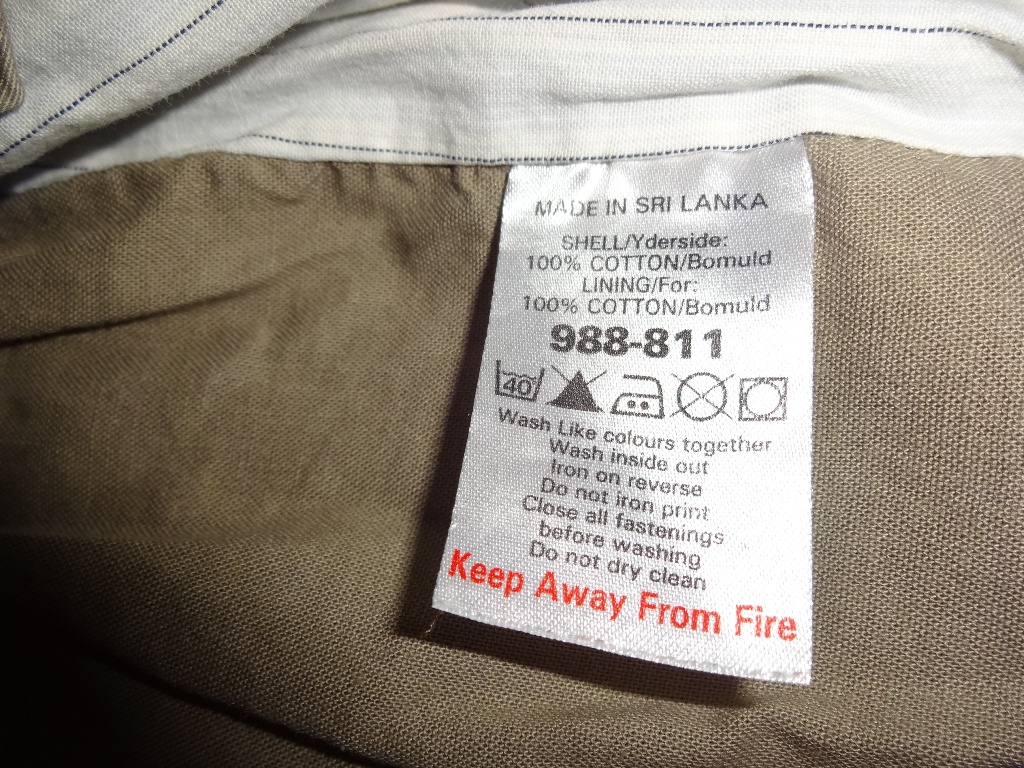 MADE IN SRI LANKA
SHELL/Yderside:
100% COTTON/Bomuld
LINING/For:
100% COTTON/Bomuld
988-811
40
Wash Like colours together
Wash inside out
Iron on reverse
Do not iron print
Close all fastenings
before washing
Do not dry clean
Keep Away From Fire